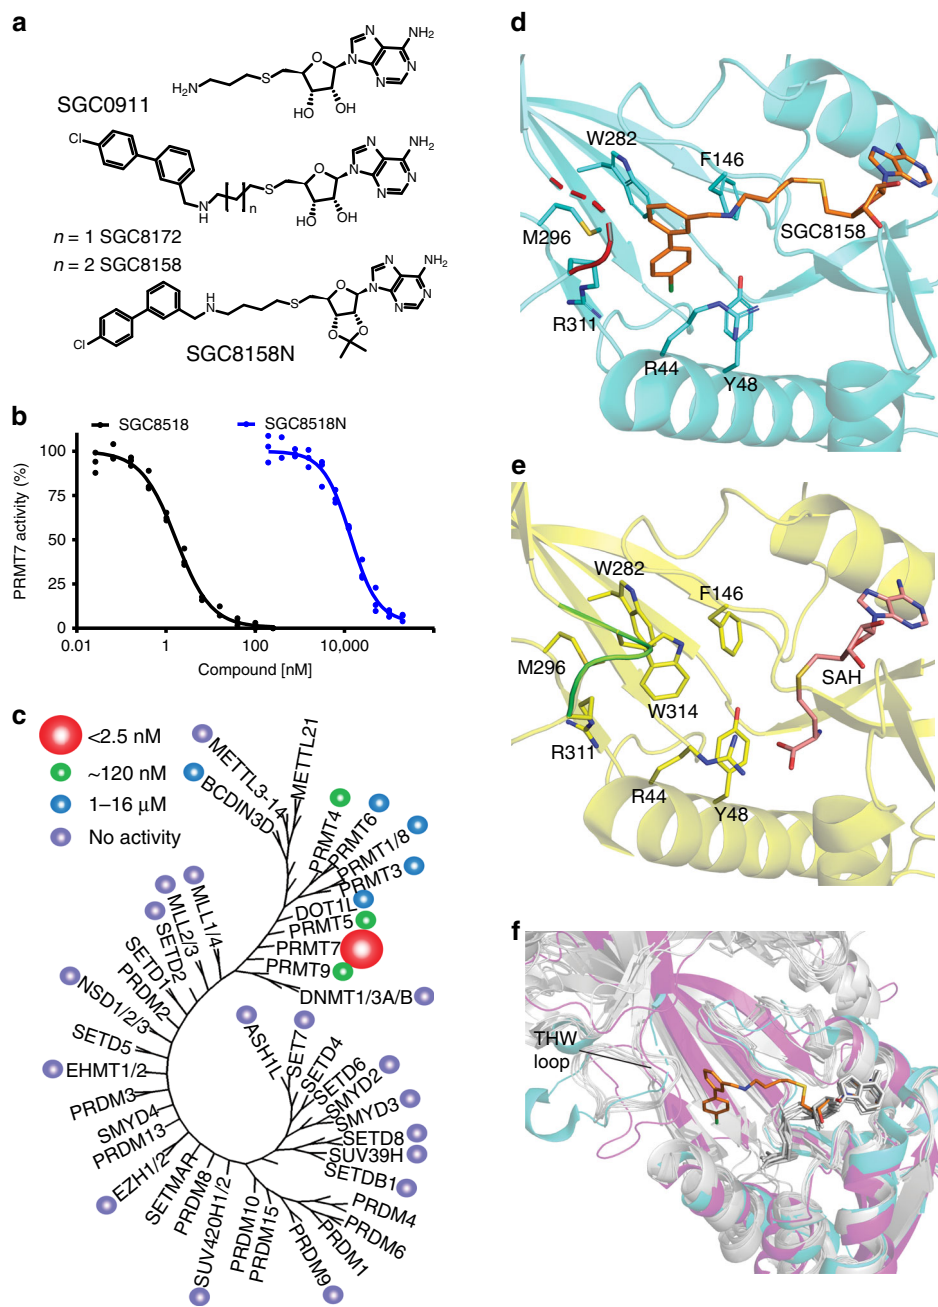 a
NH₂
N
N
N
N
O
S
H₂N
HO
OH
SGC0911
Cl
NH₂
N
N
N
N
O
S
N
H
n
HO
OH
n = 1 SGC8172
n = 2 SGC8158
NH₂
N
N
N
N
O
S
H
N
Cl
O
O
SGC8158N
b
SGC8518
SGC8518N
PRMT7 activity (%)
100
75
50
25
0
0.01
1
100
10,000
Compound [nM]
c
<2.5 nM
~120 nM
1–16 μM
No activity
METTL21
METTL3-14
BCDIN3D
PRMT4
PRMT6
PRMT1/8
PRMT3
DOT1L
PRMT5
PRMT7
PRMT9
DNMT1/3A/B
MLL1/4
MLL2/3
SETD2
SETD1
PRDM2
NSD1/2/3
SETD5
EHMT1/2
PRDM3
SMYD4
PRDM13
EZH1/2
SETMAR
PRDM8
SUV420H1/2
PRDM10
PRDM15
PRDM9
PRDM1
PRDM6
PRDM4
SETDB1
SUV39H
SETD8
SMYD3
SMYD2
SETD6
SETD4
SET7
ASH1L
d
W282
F146
M296
SGC8158
R311
R44
Y48
e
W282
F146
M296
SAH
W314
R311
R44
Y48
f
THW
loop